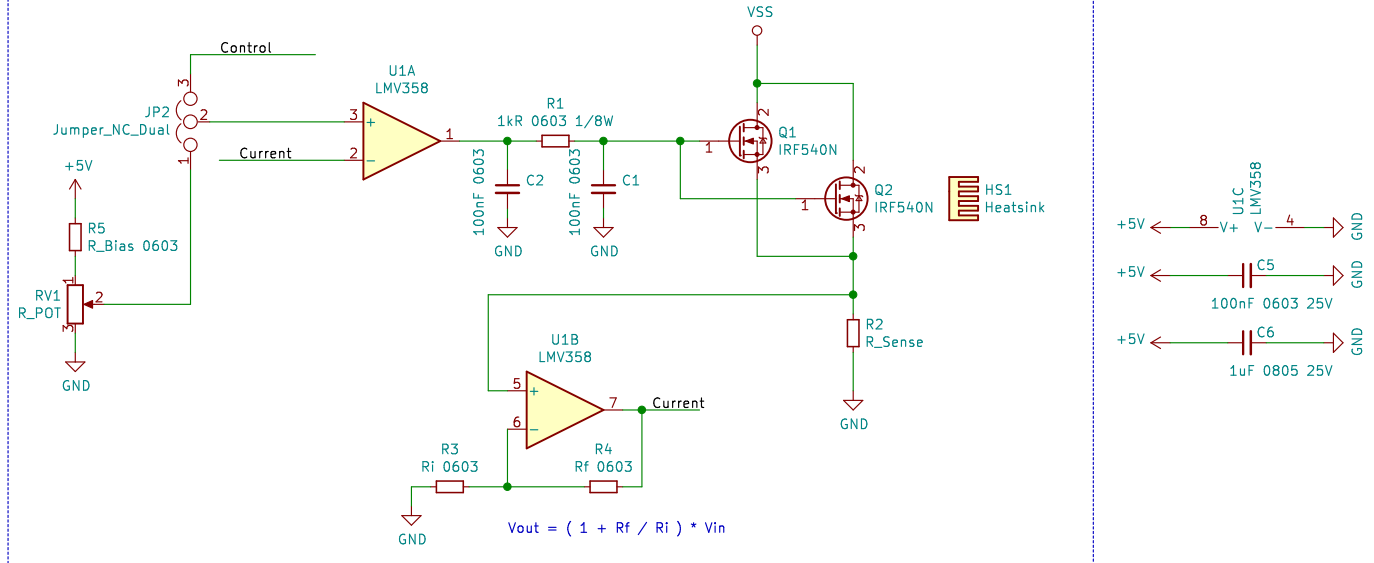 VSS
Control
U1A
LMV358
3
JP2
Jumper_NC_Dual
2
1
3
+
2
−
1
Current
R1
1kR 0603 1/8W
C2
100nF 0603
GND
C1
100nF 0603
GND
1
2
3
Q1
IRF540N
1
2
3
Q2
IRF540N
HS1
Heatsink
+5V
R5
R_Bias 0603
RV1
R_POT
1
2
3
GND
U1B
LMV358
5
+
6
−
7
Current
R2
R_Sense
GND
R3
Ri 0603
R4
Rf 0603
GND
Vout = ( 1 + Rf / Ri ) * Vin
U1C
LMV358
+5V
8
V+
V−
4
GND
+5V
C5
100nF 0603 25V
GND
+5V
C6
1uF 0805 25V
GND